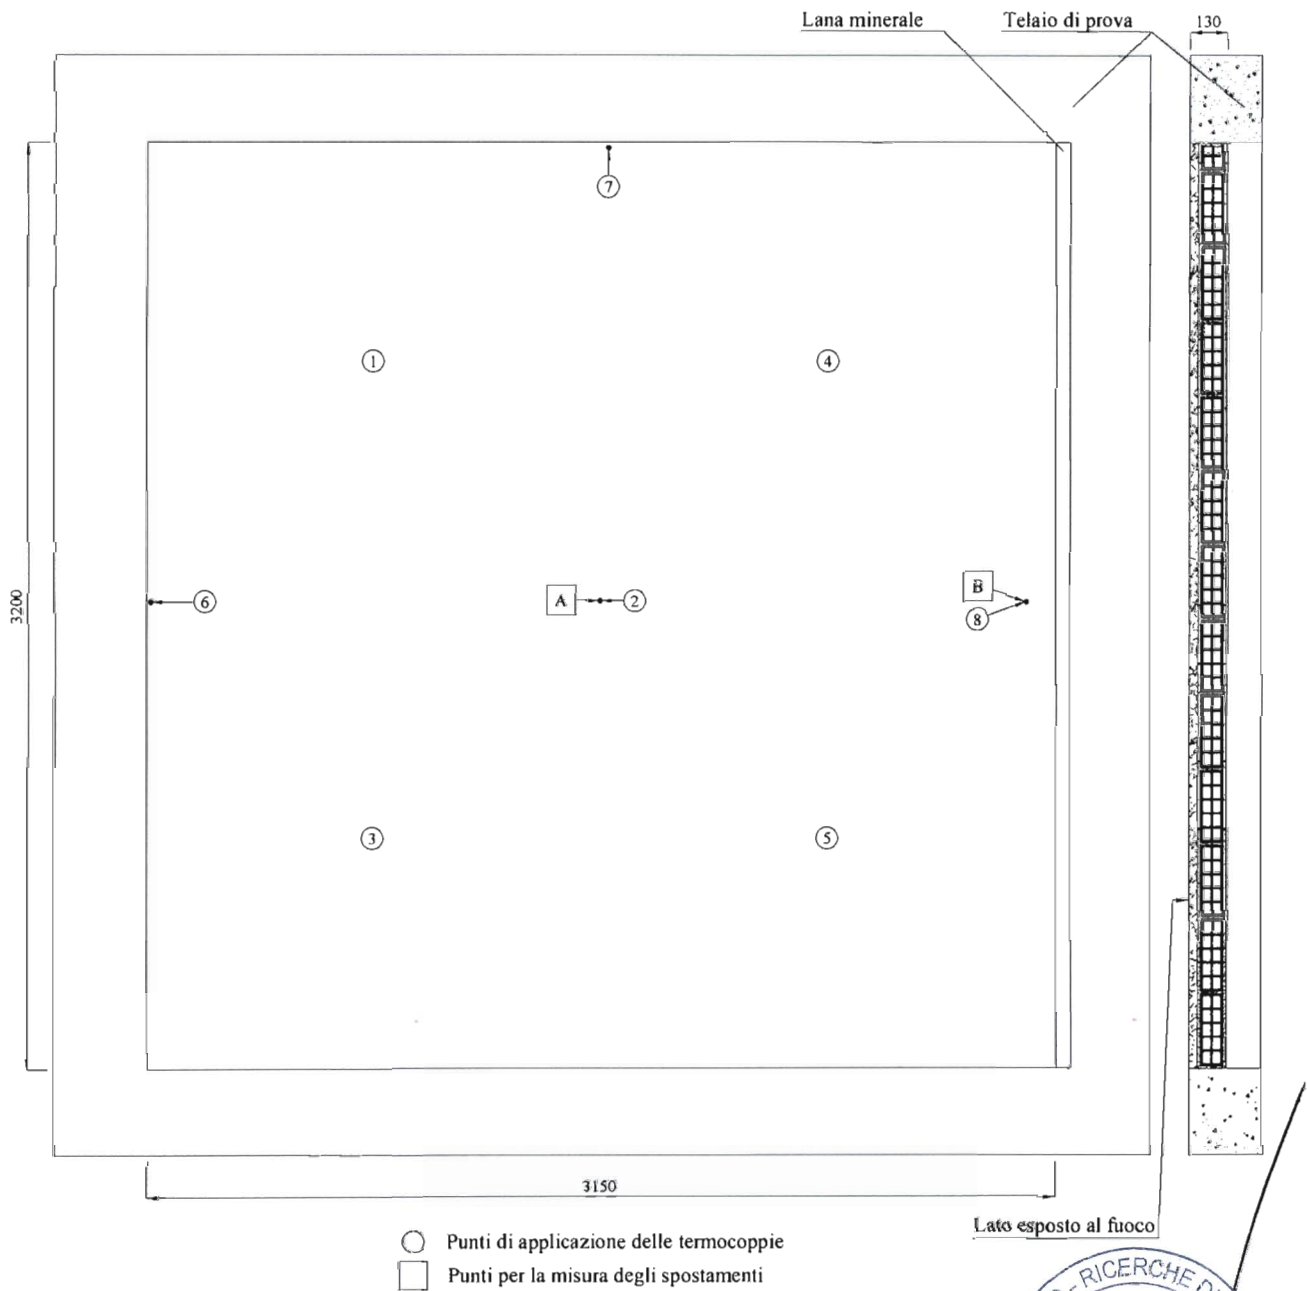 Lana minerale
Telaio di prova
130
7
1
4
3200
6
A
2
B
8
3
5
3150
Lato esposto al fuoco
Punti di applicazione delle termocoppie
Punti per la misura degli spostamenti
RICERCHE